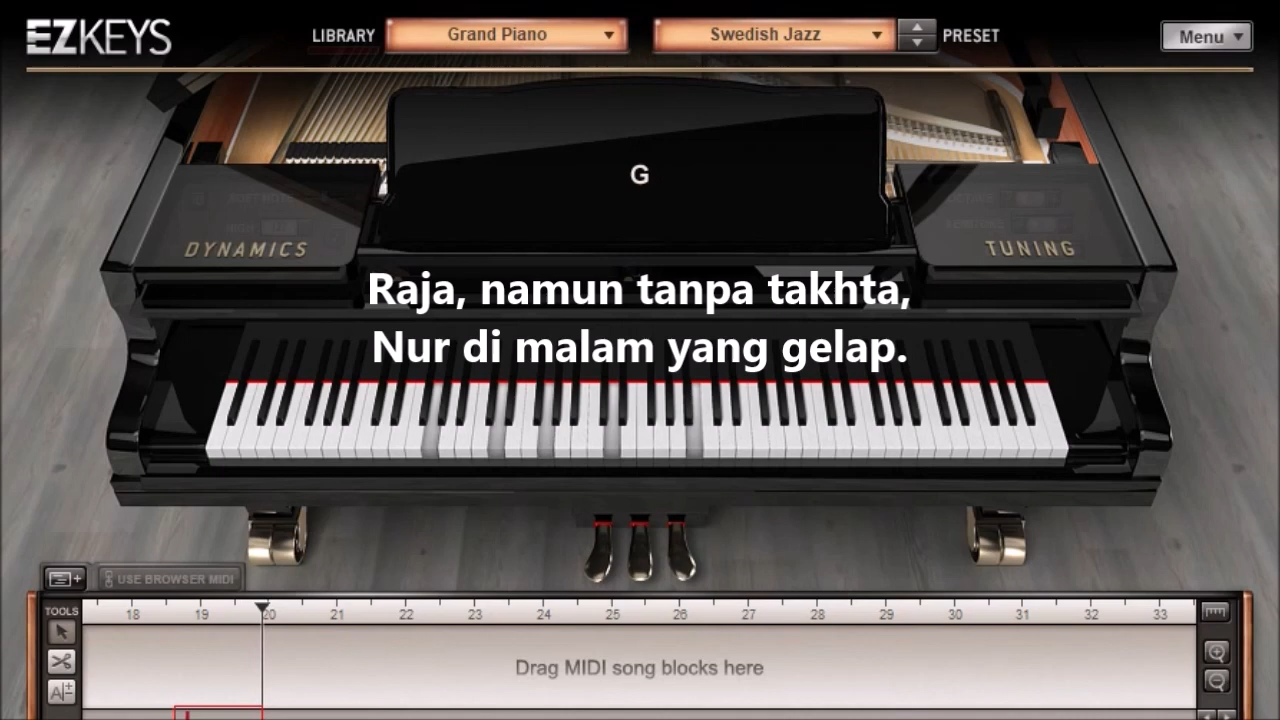 EZKEYS
LIBRARY
Grand Piano
Swedish Jazz
PRESET
Menu
G
DYNAMICS
TUNING
Raja, namun tanpa takhta,
Nur di malam yang gelap.
USE BROWSER MIDI
TOOLS
18 19 20 21 22 23 24 25 26 27 28 29 30 31 32 33
Drag MIDI song blocks here
A